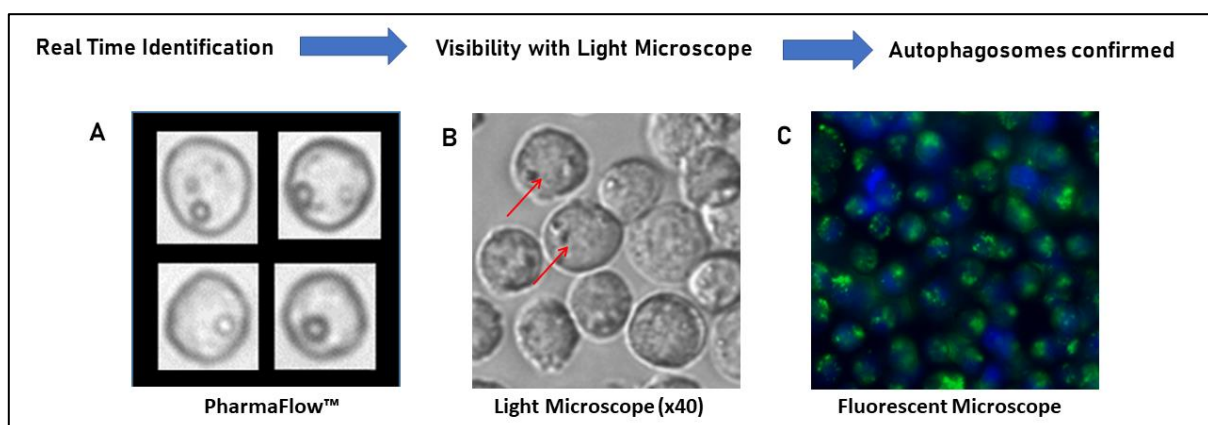 Real Time Identification
Visibility with Light Microscope
Autophagosomes confirmed
A
B
C
PharmaFlow™
Light Microscope (x40)
Fluorescent Microscope